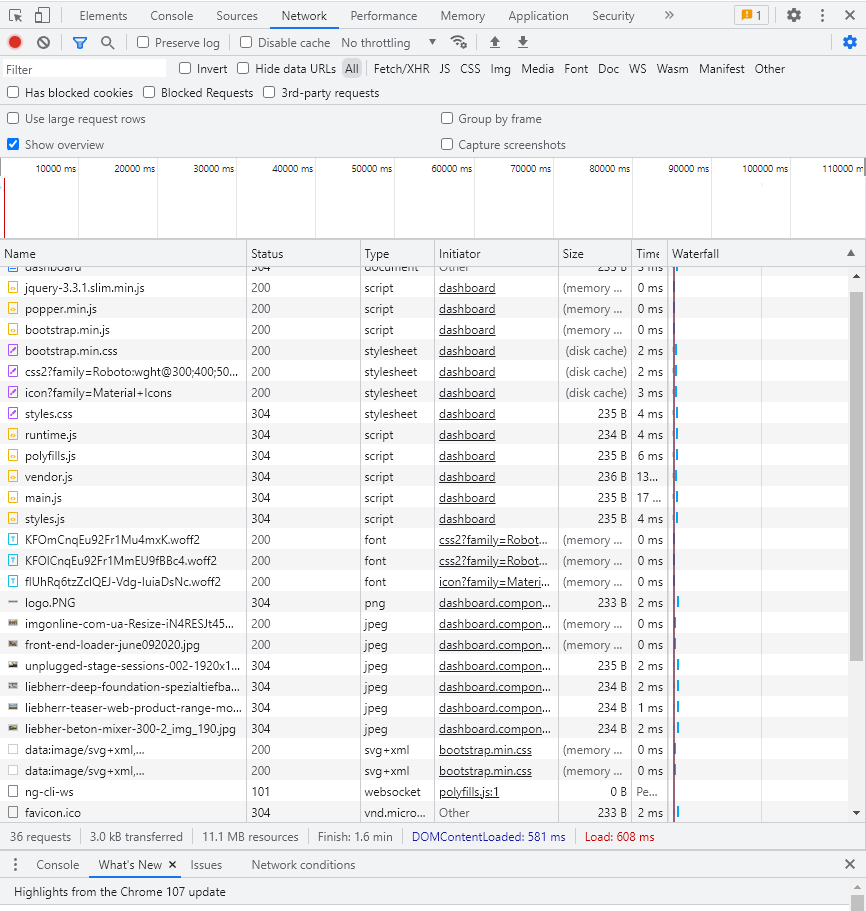 Elements Console Sources Network Performance Memory Application Security » 1
Preserve log Disable cache No throttling
Filter Invert Hide data URLs All Fetch/XHR JS CSS Img Media Font Doc WS Wasm Manifest Other
Has blocked cookies Blocked Requests 3rd-party requests
Use large request rows Group by frame
Show overview Capture screenshots
10000 ms 20000 ms 30000 ms 40000 ms 50000 ms 60000 ms 70000 ms 80000 ms 90000 ms 100000 ms 110000 m
Name Status Type Initiator Size Time Waterfall
dashboard 304 document Other 233 B 5 ms
jquery-3.3.1.slim.min.js 200 script dashboard (memory ... 0 ms
popper.min.js 200 script dashboard (memory ... 0 ms
bootstrap.min.js 200 script dashboard (memory ... 0 ms
bootstrap.min.css 200 stylesheet dashboard (disk cache) 2 ms
css2?family=Roboto:wght@300;400;50... 200 stylesheet dashboard (disk cache) 2 ms
icon?family=Material+Icons 200 stylesheet dashboard (disk cache) 3 ms
styles.css 304 stylesheet dashboard 235 B 4 ms
runtime.js 304 script dashboard 234 B 4 ms
polyfills.js 304 script dashboard 235 B 6 ms
vendor.js 304 script dashboard 236 B 13...
main.js 304 script dashboard 235 B 17 ...
styles.js 304 script dashboard 235 B 4 ms
KFOmCnqEu92Fr1Mu4mxK.woff2 200 font css2?family=Robot... (memory ... 0 ms
KFOlCnqEu92Fr1MmEU9fBBc4.woff2 200 font css2?family=Robot... (memory ... 0 ms
flUhRq6tzZclQEJ-Vdg-IuiaDsNc.woff2 200 font icon?family=Materi... (memory ... 0 ms
logo.PNG 304 png dashboard.compon... 233 B 2 ms
imgonline-com-ua-Resize-iN4RESJt45... 200 jpeg dashboard.compon... (memory ... 0 ms
front-end-loader-june092020.jpg 200 jpeg dashboard.compon... (memory ... 0 ms
unplugged-stage-sessions-002-1920x1... 304 jpeg dashboard.compon... 235 B 2 ms
liebherr-deep-foundation-spezialtiefba... 304 jpeg dashboard.compon... 234 B 2 ms
liebherr-teaser-web-product-range-mo... 304 jpeg dashboard.compon... 234 B 1 ms
liebher-beton-mixer-300-2_img_190.jpg 304 jpeg dashboard.compon... 234 B 2 ms
data:image/svg+xml,... 200 svg+xml bootstrap.min.css (memory ... 0 ms
data:image/svg+xml,... 200 svg+xml bootstrap.min.css (memory ... 0 ms
ng-cli-ws 101 websocket polyfills.js:1 0 B Pe...
favicon.ico 304 vnd.micro... Other 233 B 2 ms
36 requests 3.0 kB transferred 11.1 MB resources Finish: 1.6 min DOMContentLoaded: 581 ms Load: 608 ms
Console What's New Issues Network conditions
Highlights from the Chrome 107 update